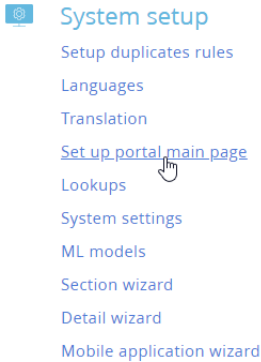 System setup
Setup duplicates rules
Languages
Translation
Set up portal main page
Lookups
System settings
ML models
Section wizard
Detail wizard
Mobile application wizard